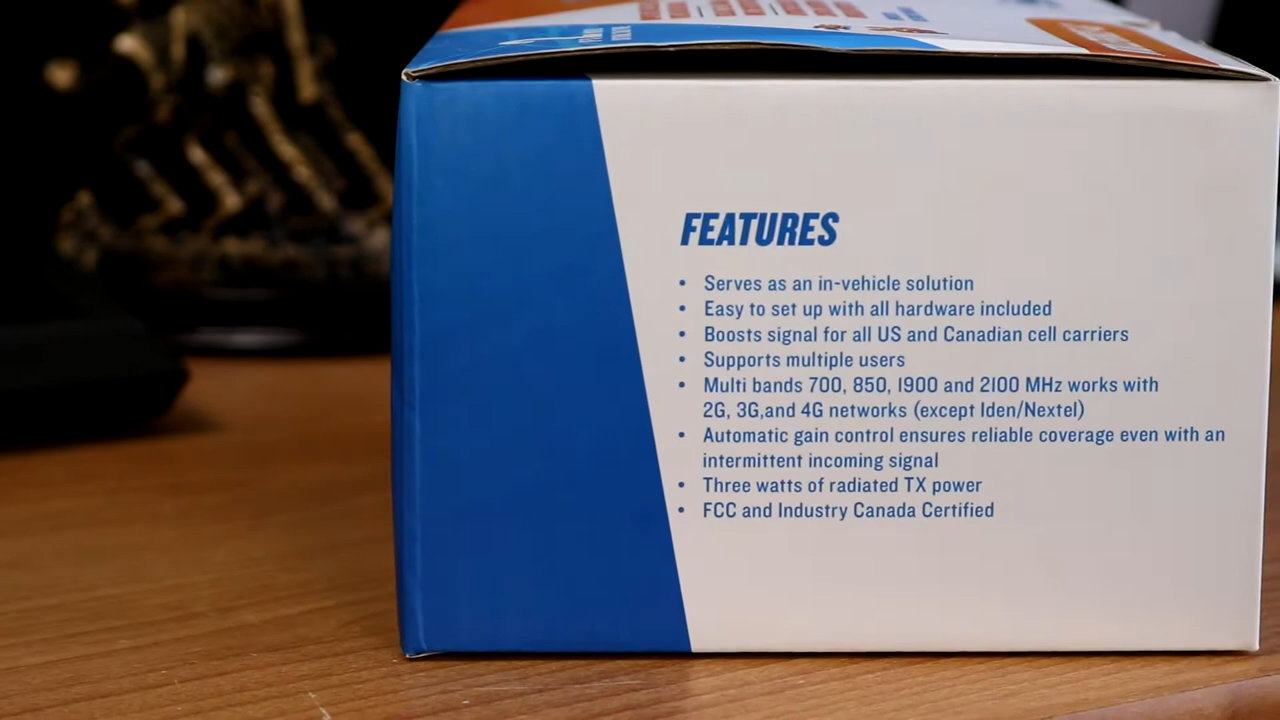 FEATURES
• Serves as an in-vehicle solution
• Easy to set up with all hardware included
• Boosts signal for all US and Canadian cell carriers
• Supports multiple users
• Multi bands 700, 850, 1900 and 2100 MHz works with
2G, 3G,and 4G networks (except Iden/Nextel)
• Automatic gain control ensures reliable coverage even with an
intermittent incoming signal
• Three watts of radiated TX power
• FCC and Industry Canada Certified